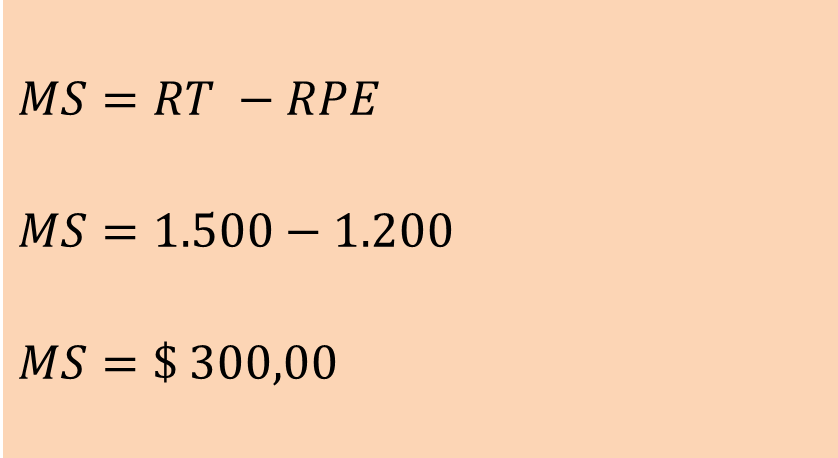 MS = RT − RPE
MS = 1.500 − 1.200
MS = $ 300,00